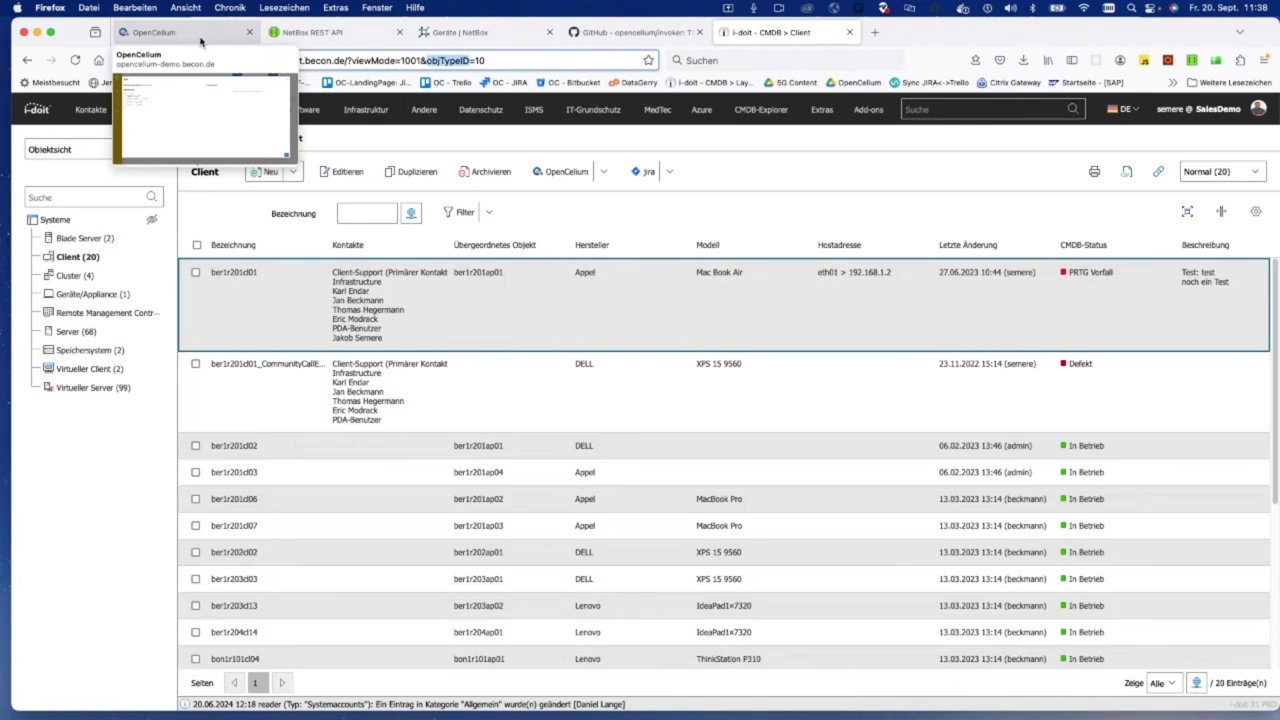 Firefox Datei Bearbeiten Ansicht Chronik Lesezeichen Extras Fenster Hilfe Fr. 20. Sept. 11:38
OpenCelium NetBox REST API Geräte | NetBox GitHub - opencelium/invoker: T i-doit - CMDB > Client
OpenCelium
opencelium-demo.becon.de
t.becon.de/?viewMode=1001&objTypeID=10 Suchen
Meistbesucht OC-LandingPage: Ji... OC - Trello OC - JIRA Bitbucket DataGerry i-doit - CMDB > 5G Content OpenCelium Sync.JIRA<->Trello Citrix Gateway Startseite - [SAP] Weitere Lesezeichen
i-doit Kontakte Infrastruktur Andere Datenschutz ISMS IT-Grundschutz MedTec Azure CMDB-Explorer Extras Add-ons Suche DE semere @ SalesDemo
Objektsicht
Client Neu Editieren Duplizieren Archivieren OpenCelium jira Normal (20)
Suche
Bezeichnung Filter
Systeme
Blade Server (2)
Client (20)
Cluster (4)
Geräte/Appliance (1)
Remote Management Contr...
Server (68)
Speichersystem (2)
Virtueller Client (2)
Virtueller Server (99)
Bezeichnung Kontakte Übergeordnetes Objekt Hersteller Modell Hostadresse Letzte Änderung CMDB-Status Beschreibung
ber1r201cl01 Client-Support (Primärer Kontakt ber1r201ap01 Appel Mac Book Air eth01 > 192.168.1.2 27.06.2023 10:44 (semere) PRTG Vorfall Test: test
Infrastructure noch ein Test
Karl Endar
Jan Beckmann
Thomas Hegermann
Eric Modrack
PDA-Benutzer
Jakob Semere
ber1r201cl01_CommunityCallE... Client-Support (Primärer Kontakt DELL XPS 15 9560 23.11.2022 15:14 (semere) Defekt
Infrastructure
Karl Endar
Jan Beckmann
Thomas Hegermann
Eric Modrack
PDA-Benutzer
ber1r201cl02 ber1r201ap01 DELL 06.02.2023 13:46 (admin) In Betrieb
ber1r201cl03 ber1r201ap04 Appel 06.02.2023 13:46 (admin) In Betrieb
ber1r201cl06 ber1r201ap02 Appel MacBook Pro 13.03.2023 13:14 (beckmann) In Betrieb
ber1r201cl07 ber1r201ap03 Appel MacBook Pro 13.03.2023 13:14 (beckmann) In Betrieb
ber1r202cl02 ber1r202ap01 DELL XPS 15 9560 13.03.2023 13:14 (beckmann) In Betrieb
ber1r203cl03 ber1r203ap01 DELL XPS 15 9560 13.03.2023 13:14 (beckmann) In Betrieb
ber1r203cl13 ber1r203ap02 Lenovo IdeaPad1=7320 13.03.2023 13:14 (beckmann) In Betrieb
ber1r204cl14 ber1r204ap01 Lenovo IdeaPad1=7320 13.03.2023 13:14 (beckmann) In Betrieb
bon1r101cl04 bon1r101ap01 Lenovo ThinkStation P310 13.03.2023 13:14 (beckmann) In Betrieb
Seiten 1 Zeige Alle / 20 Einträge(n)
20.06.2024 12:18 reader (Typ: "Systemaccounts"): Ein Eintrag in Kategorie "Allgemein" wurde(n) geändert [Daniel Lange] i-doit 31 PRO